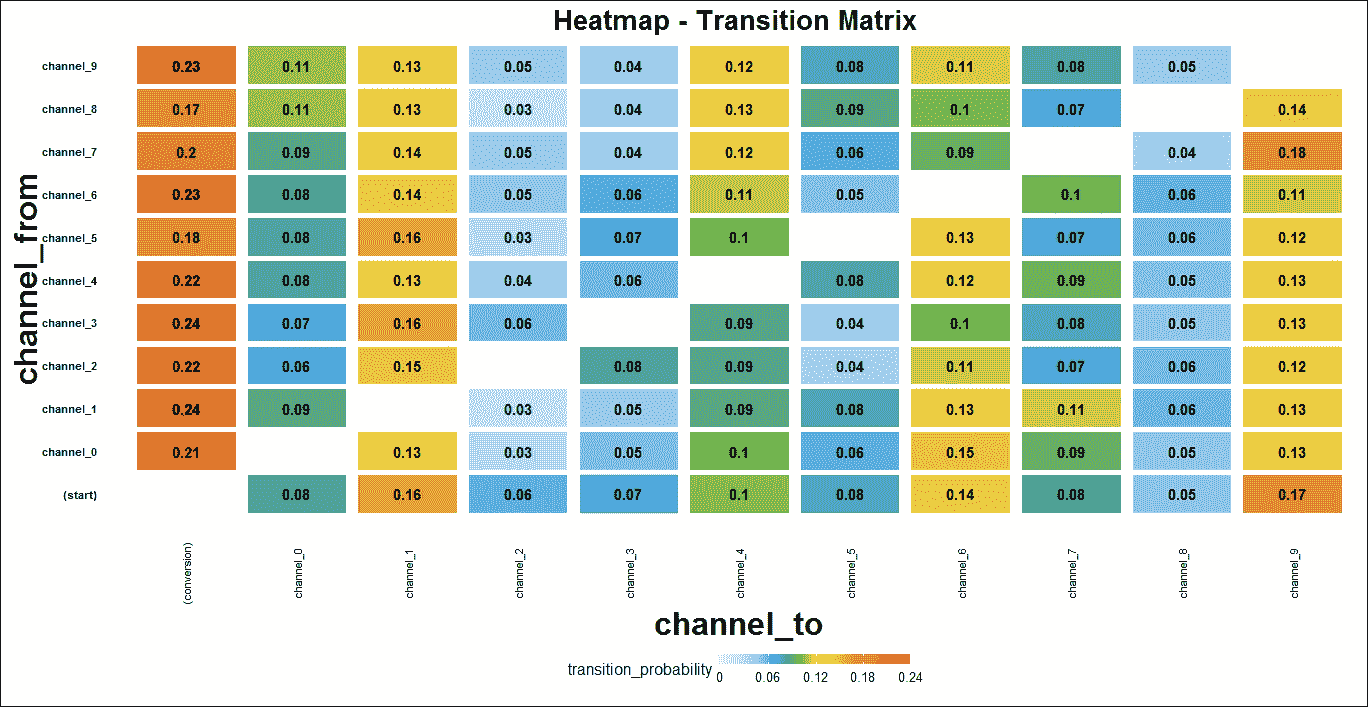 Heatmap - Transition Matrix
channel_from
channel_9 0.23 0.11 0.13 0.05 0.04 0.12 0.08 0.11 0.08 0.05
channel_8 0.17 0.11 0.13 0.03 0.04 0.13 0.09 0.1 0.07 0.14
channel_7 0.2 0.09 0.14 0.05 0.04 0.12 0.06 0.09 0.04 0.18
channel_6 0.23 0.08 0.14 0.05 0.06 0.11 0.05 0.1 0.06 0.11
channel_5 0.18 0.08 0.16 0.03 0.07 0.1 0.13 0.07 0.06 0.12
channel_4 0.22 0.08 0.13 0.04 0.06 0.08 0.12 0.09 0.05 0.13
channel_3 0.24 0.07 0.16 0.06 0.09 0.04 0.1 0.08 0.05 0.13
channel_2 0.22 0.06 0.15 0.08 0.09 0.04 0.11 0.07 0.06 0.12
channel_1 0.24 0.09 0.03 0.05 0.09 0.08 0.13 0.11 0.06 0.13
channel_0 0.21 0.13 0.03 0.05 0.1 0.06 0.15 0.09 0.05 0.13
(start) 0.08 0.16 0.06 0.07 0.1 0.08 0.14 0.08 0.05 0.17
(conversion) channel_0 channel_1 channel_2 channel_3 channel_4 channel_5 channel_6 channel_7 channel_8 channel_9
channel_to
transition_probability
0 0.06 0.12 0.18 0.24